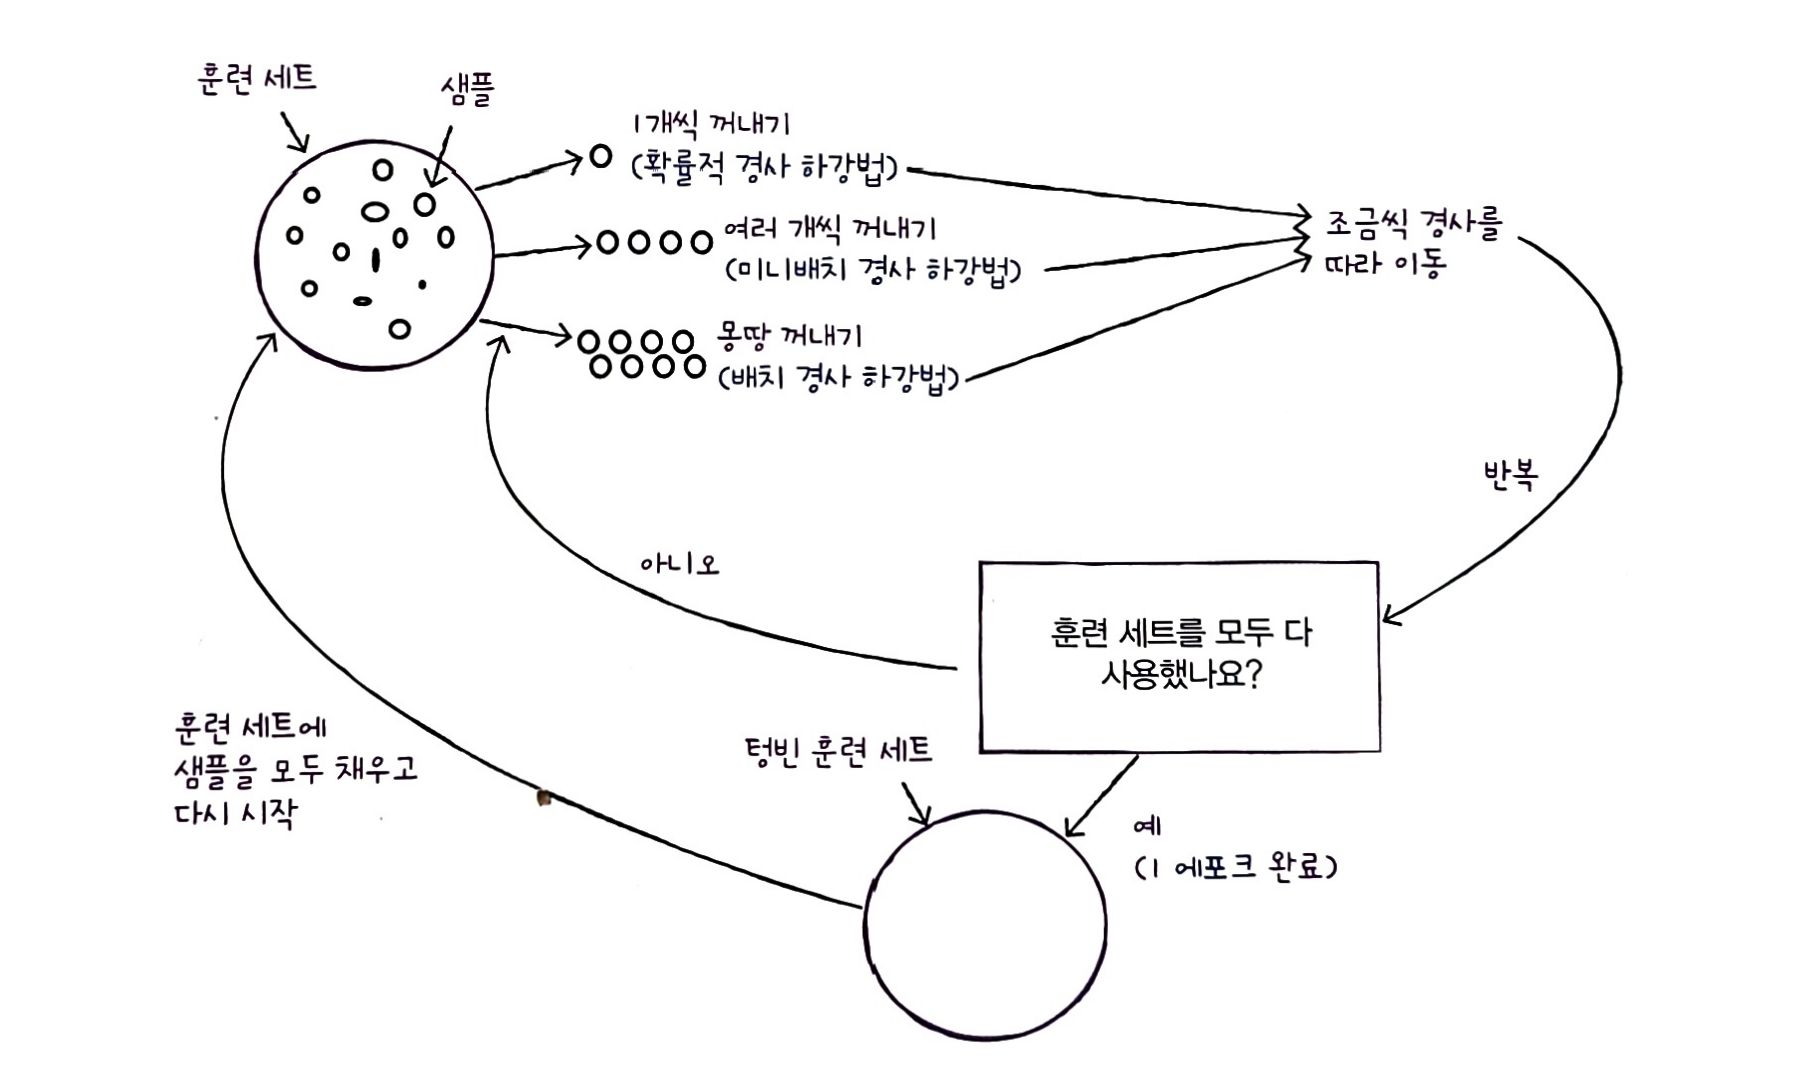 훈련 세트
샘플
1개씩 꺼내기
(확률적 경사 하강법)
여러 개씩 꺼내기
(미니배치 경사 하강법)
몽땅 꺼내기
(배치 경사 하강법)
조금씩 경사를
따라 이동
반복
아니오
훈련 세트를 모두 다
사용했나요?
훈련 세트에
샘플을 모두 채우고
다시 시작
텅빈 훈련 세트
예
(1 에포크 완료)